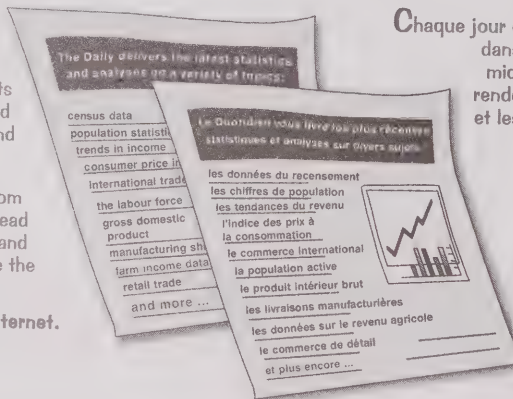 ts
d
nd
om
ead
and
e the
ternet.
The Daily delivers the latest statistics
and analyses on a variety of topics:
census data
population statisti
trends in income
consumer price in
international trade
the labour force
gross domestic
product
manufacturing sh
farm income data
retail trade
and more ...
Le Quotidien vous livre les plus récentes
statistiques et analyses sur divers sujets
les données du recensement
les chiffres de population
les tendances du revenu
l'indice des prix à
la consommation
le commerce international
la population active
le produit intérieur brut
les livraisons manufacturières
les données sur le revenu agricole
le commerce de détail
et plus encore ...
Chaque jour
dans
mid
rende
et les